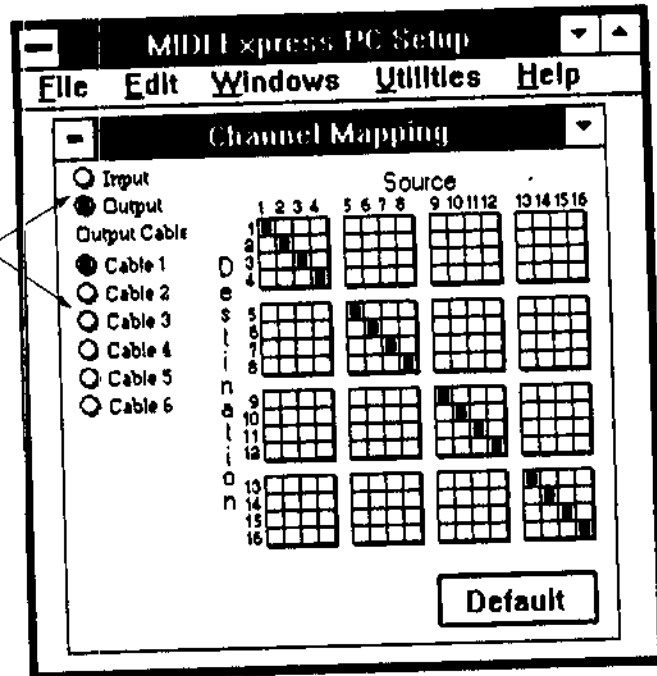 MIDI Express PC Setup
File Edit Windows Utilities Help
Channel Mapping
Input
Output
Output Cable
Cable 1
Cable 2
Cable 3
Cable 4
Cable 5
Cable 6
Source
1 2 3 4 5 6 7 8 9 10 11 12 13 14 15 16
Destination
1
2
3
4
5
6
7
8
9
10
11
12
13
14
15
16
Default